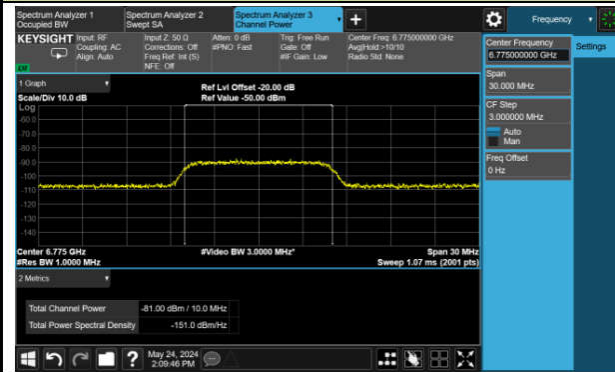 Spectrum Analyzer 1
Occupied BW
Spectrum Analyzer 2
Swept SA
Spectrum Analyzer 3
Channel Power
+
Frequency
KEYSIGHT
Input: RF
Coupling: AC
Align: Auto
Input Z: 50 Ω
Corrections: Off
Freq Ref: Int (S)
NFE: Off
Atten: 0 dB
#PNO: Fast
Trig: Free Run
Gate: Off
#IF Gain: Low
Center Freq: 6.775000000 GHz
Avg|Hold:>10/10
Radio Std: None
Center Frequency
6.775000000 GHz
Settings
Span
30.000 MHz
CF Step
3.000000 MHz
Auto
Man
Freq Offset
0 Hz
1 Graph
Scale/Div 10.0 dB
Ref Lvl Offset -20.00 dB
Ref Value -50.00 dBm
Log
-60.0
-70.0
-80.0
-90.0
-100
-110
-120
-130
-140
Center 6.775 GHz
#Res BW 1.0000 MHz
#Video BW 3.0000 MHz*
Span 30 MHz
Sweep 1.07 ms (2001 pts)
2 Metrics
Total Channel Power -81.00 dBm / 10.0 MHz
Total Power Spectral Density -151.0 dBm/Hz
?
May 24, 2024
2:09:46 PM